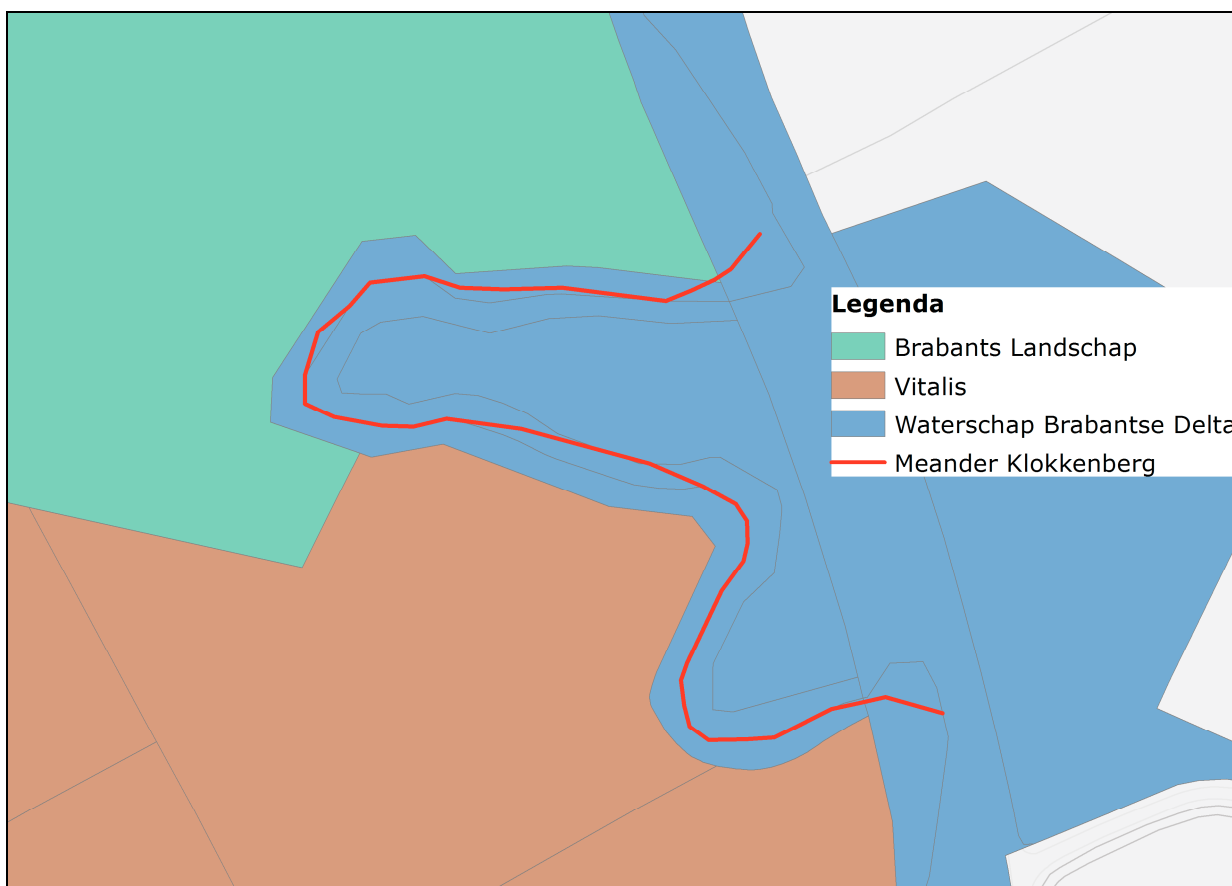 Legenda
Brabants Landschap
Vitalis
Waterschap Brabantse Delta
Meander Klokkenberg